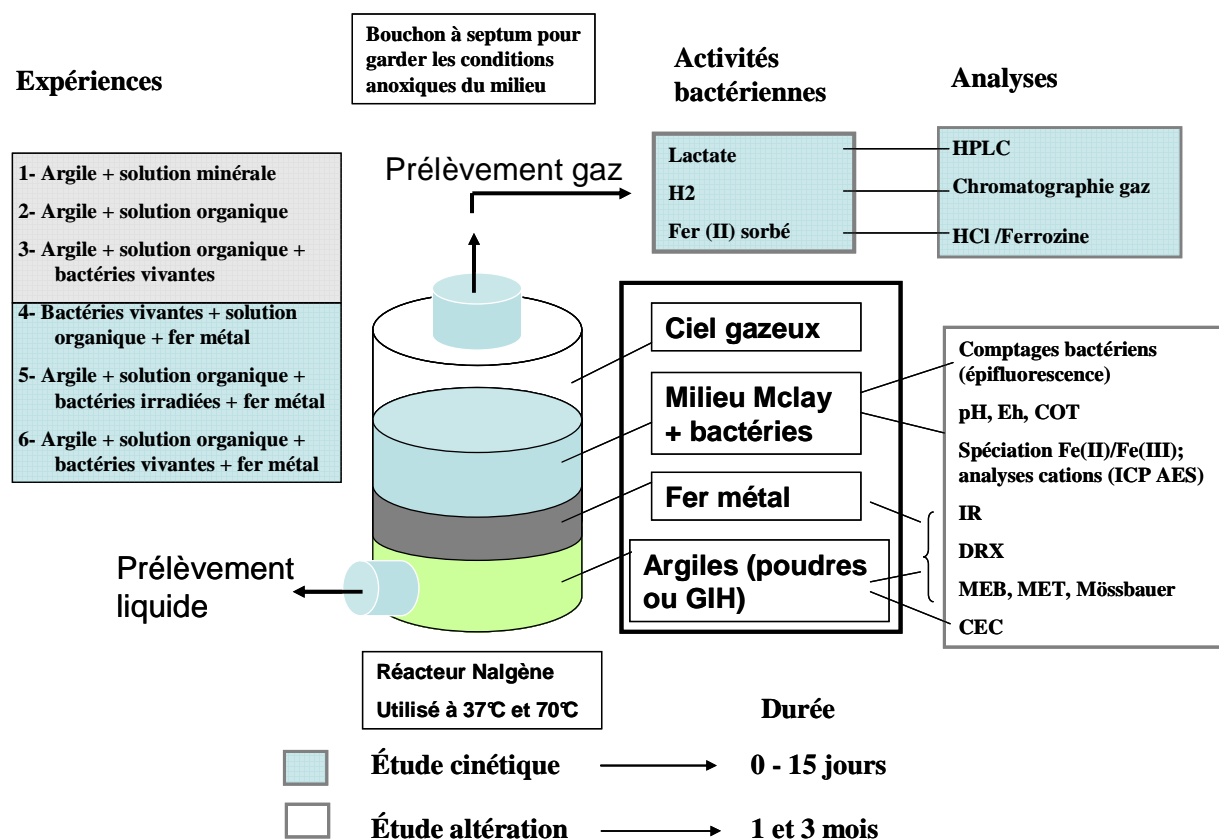 Bouchon à septum pour
garder les conditions
anoxiques du milieu
Expériences
Activités
bactériennes
Analyses
1- Argile + solution minérale
2- Argile + solution organique
3- Argile + solution organique +
bactéries vivantes
4- Bactéries vivantes + solution
organique + fer métal
5- Argile + solution organique +
bactéries irradiées + fer métal
6- Argile + solution organique +
bactéries vivantes + fer métal
Prélèvement gaz
Lactate
H2
Fer (II) sorbé
HPLC
Chromatographie gaz
HCl /Ferrozine
Ciel gazeux
Milieu Mclay
+ bactéries
Fer métal
Argiles (poudres
ou GIH)
Comptages bactériens
(épifluorescence)
pH, Eh, COT
Spéciation Fe(II)/Fe(III);
analyses cations (ICP AES)
IR
DRX
MEB, MET, Mössbauer
CEC
Prélèvement
liquide
Réacteur Nalgène
Utilisé à 37°C et 70°C
Durée
Étude cinétique
0 - 15 jours
Étude altération
1 et 3 mois